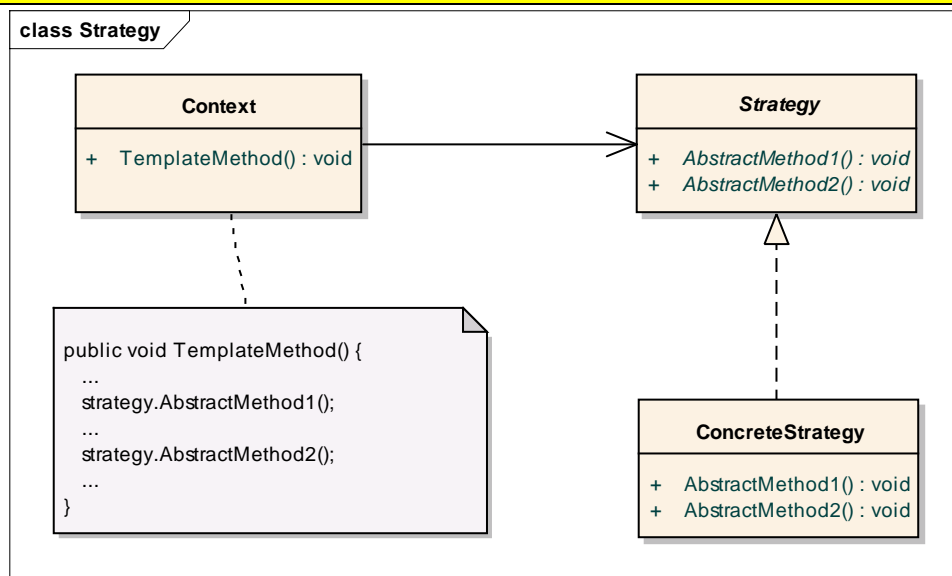 class Strategy
Context
+ TemplateMethod() : void
Strategy
+ AbstractMethod1() : void
+ AbstractMethod2() : void
public void TemplateMethod() {
...
strategy.AbstractMethod1();
...
strategy.AbstractMethod2();
...
}
ConcreteStrategy
+ AbstractMethod1() : void
+ AbstractMethod2() : void